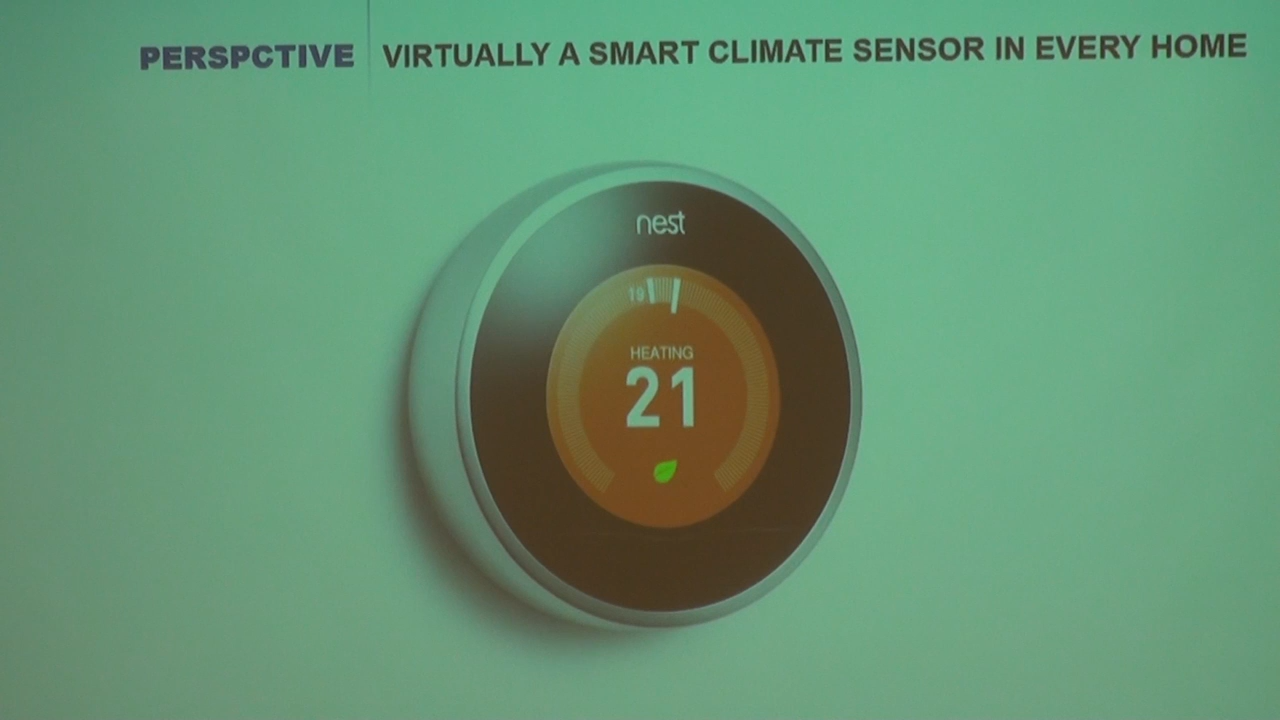 PERSPCTIVE VIRTUALLY A SMART CLIMATE SENSOR IN EVERY HOME
nest
19
HEATING
21